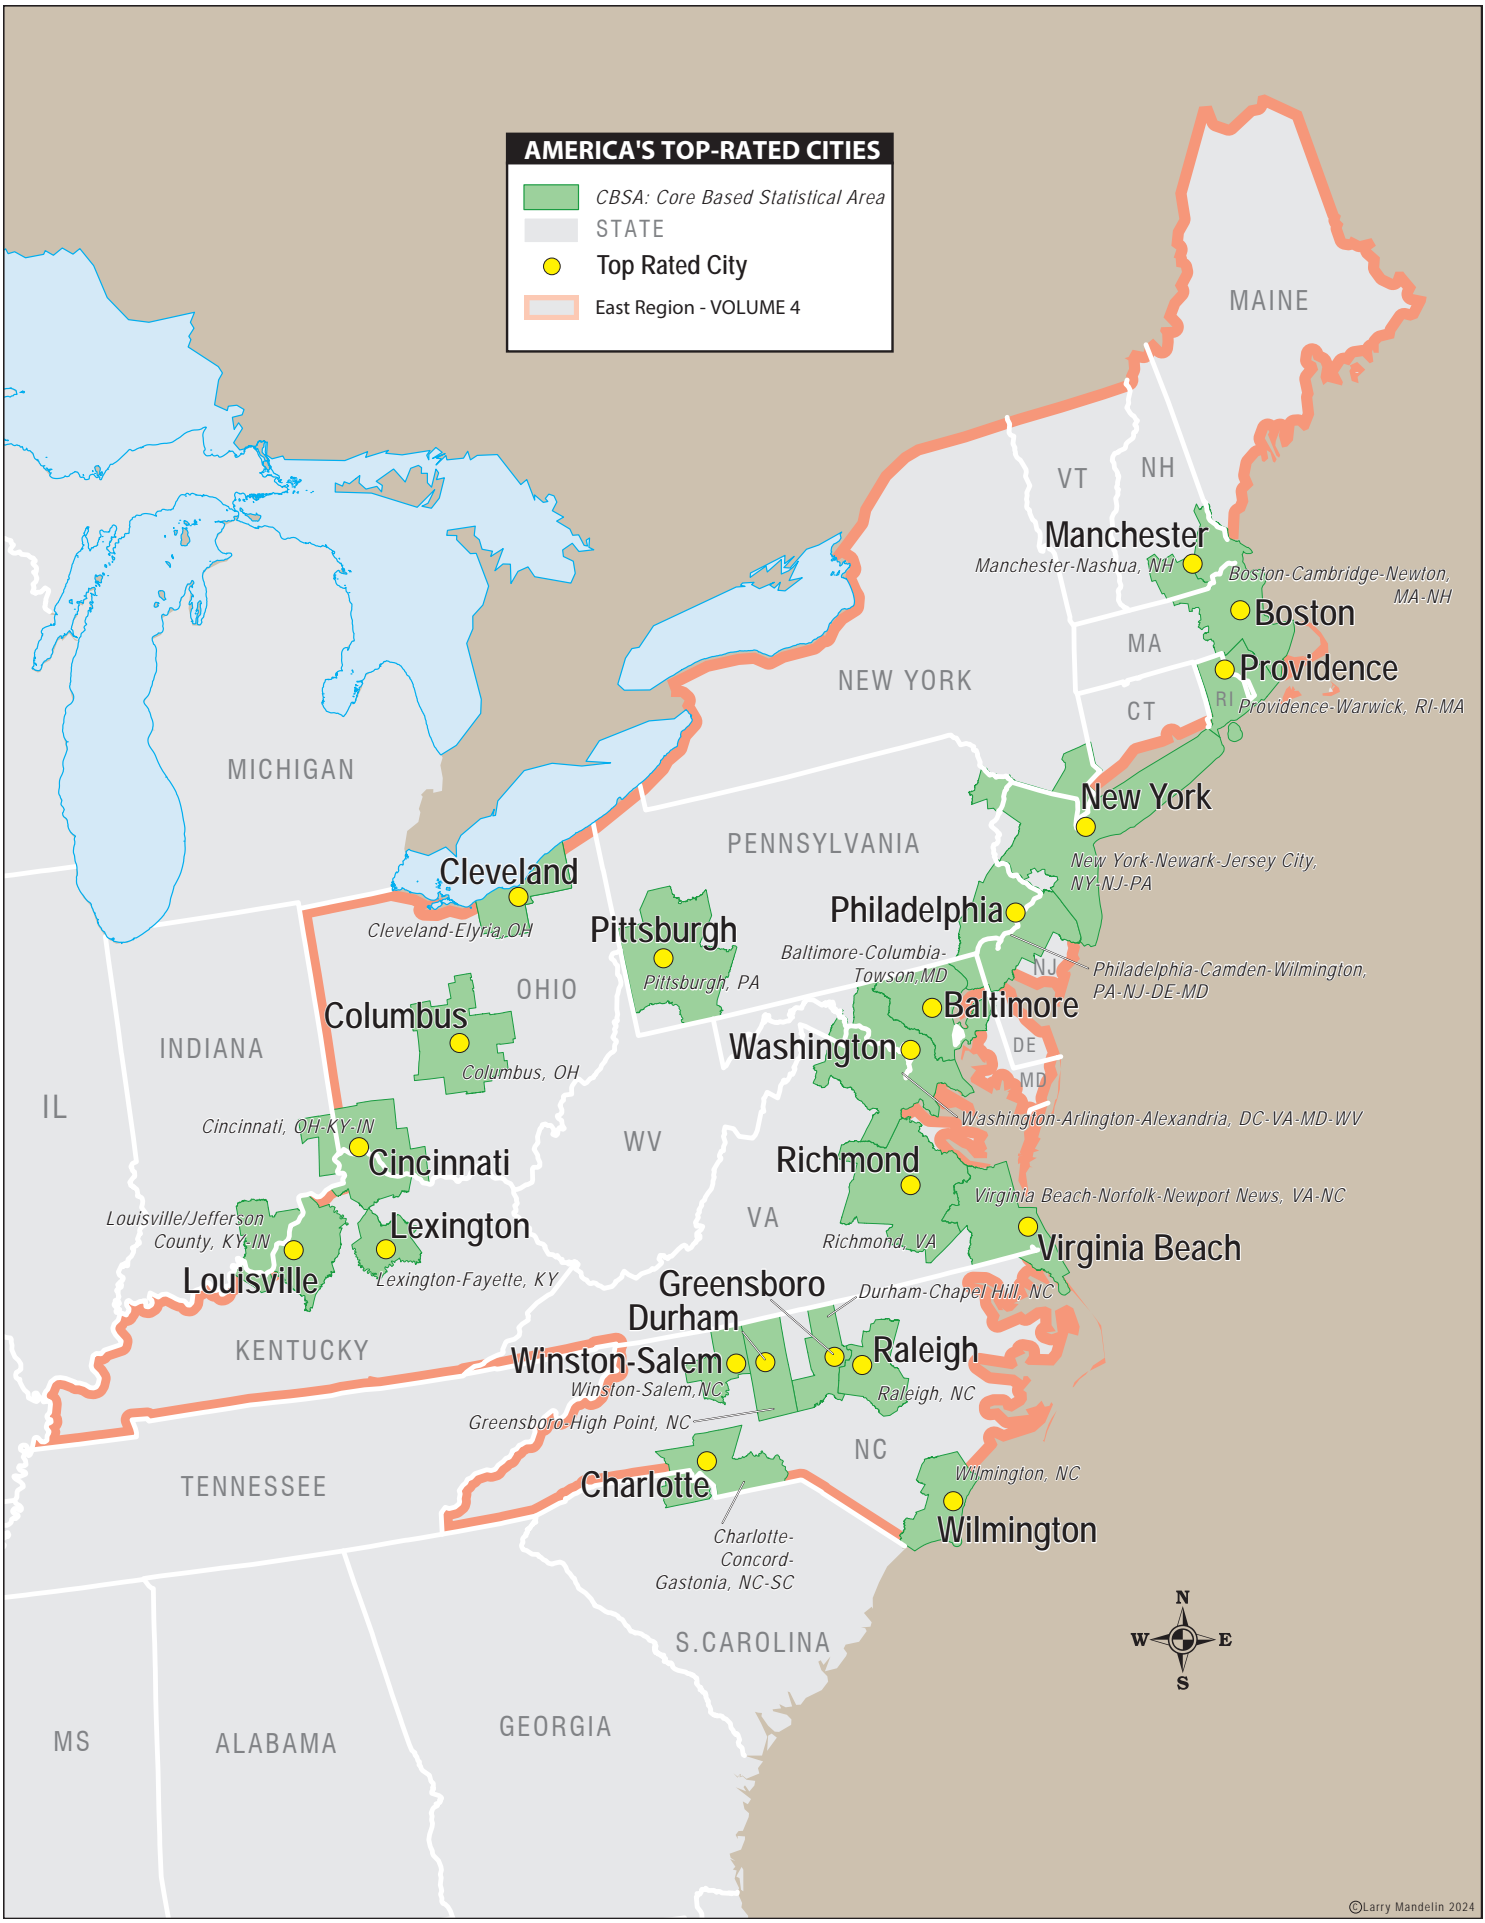 AMERICA'S TOP-RATED CITIES
CBSA: Core Based Statistical Area
STATE
Top Rated City
East Region - VOLUME 4
MAINE
VT
NH
Manchester
Manchester-Nashua, NH
Boston-Cambridge-Newton,
MA-NH
Boston
MA
Providence
NEW YORK
CT
RI
Providence-Warwick, RI-MA
MICHIGAN
New York
PENNSYLVANIA
New York-Newark-Jersey City,
NY-NJ-PA
Cleveland
Cleveland-Elyria,OH
Philadelphia
Pittsburgh
Pittsburgh, PA
Baltimore-Columbia-
Towson,MD
NJ
Philadelphia-Camden-Wilmington,
PA-NJ-DE-MD
OHIO
Baltimore
Columbus
Columbus, OH
INDIANA
Washington
DE
MD
IL
Washington-Arlington-Alexandria, DC-VA-MD-WV
Cincinnati, OH-KY-IN
Cincinnati
WV
Richmond
Virginia Beach-Norfolk-Newport News, VA-NC
Louisville/Jefferson
County, KY-IN
Lexington
VA
Richmond, VA
Virginia Beach
Louisville
Lexington-Fayette, KY
Greensboro
Durham-Chapel Hill, NC
Durham
KENTUCKY
Winston-Salem
Winston-Salem,NC
Raleigh
Raleigh, NC
Greensboro-High Point, NC
NC
TENNESSEE
Charlotte
Wilmington, NC
Wilmington
Charlotte-
Concord-
Gastonia, NC-SC
N
W
E
S
S.CAROLINA
MS
ALABAMA
GEORGIA
©Larry Mandelin 2024